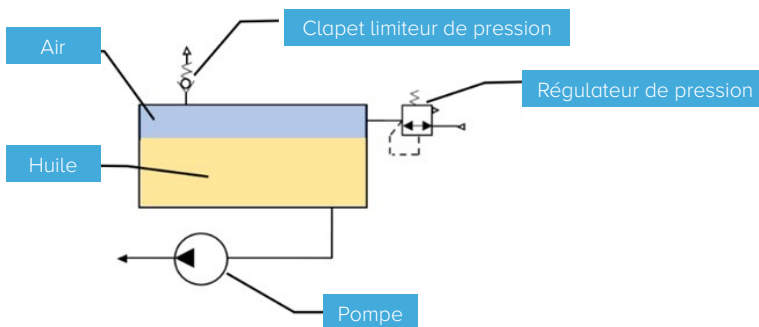 Clapet limiteur de pression
Air
Régulateur de pression
Huile
Pompe